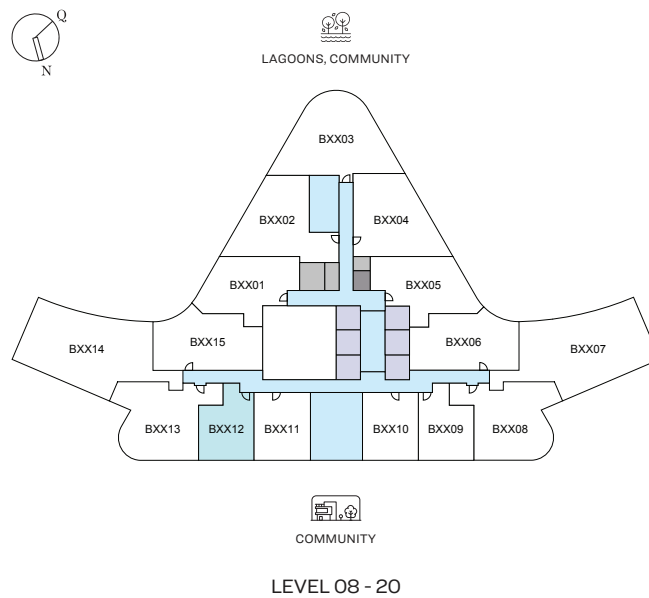 Q
N
LAGOONS, COMMUNITY
BXX03
BXX02 BXX04
BXX01 BXX05
BXX14 BXX15 BXX06 BXX07
BXX13 BXX12 BXX11 BXX10 BXX09 BXX08
COMMUNITY
LEVEL 08 - 20